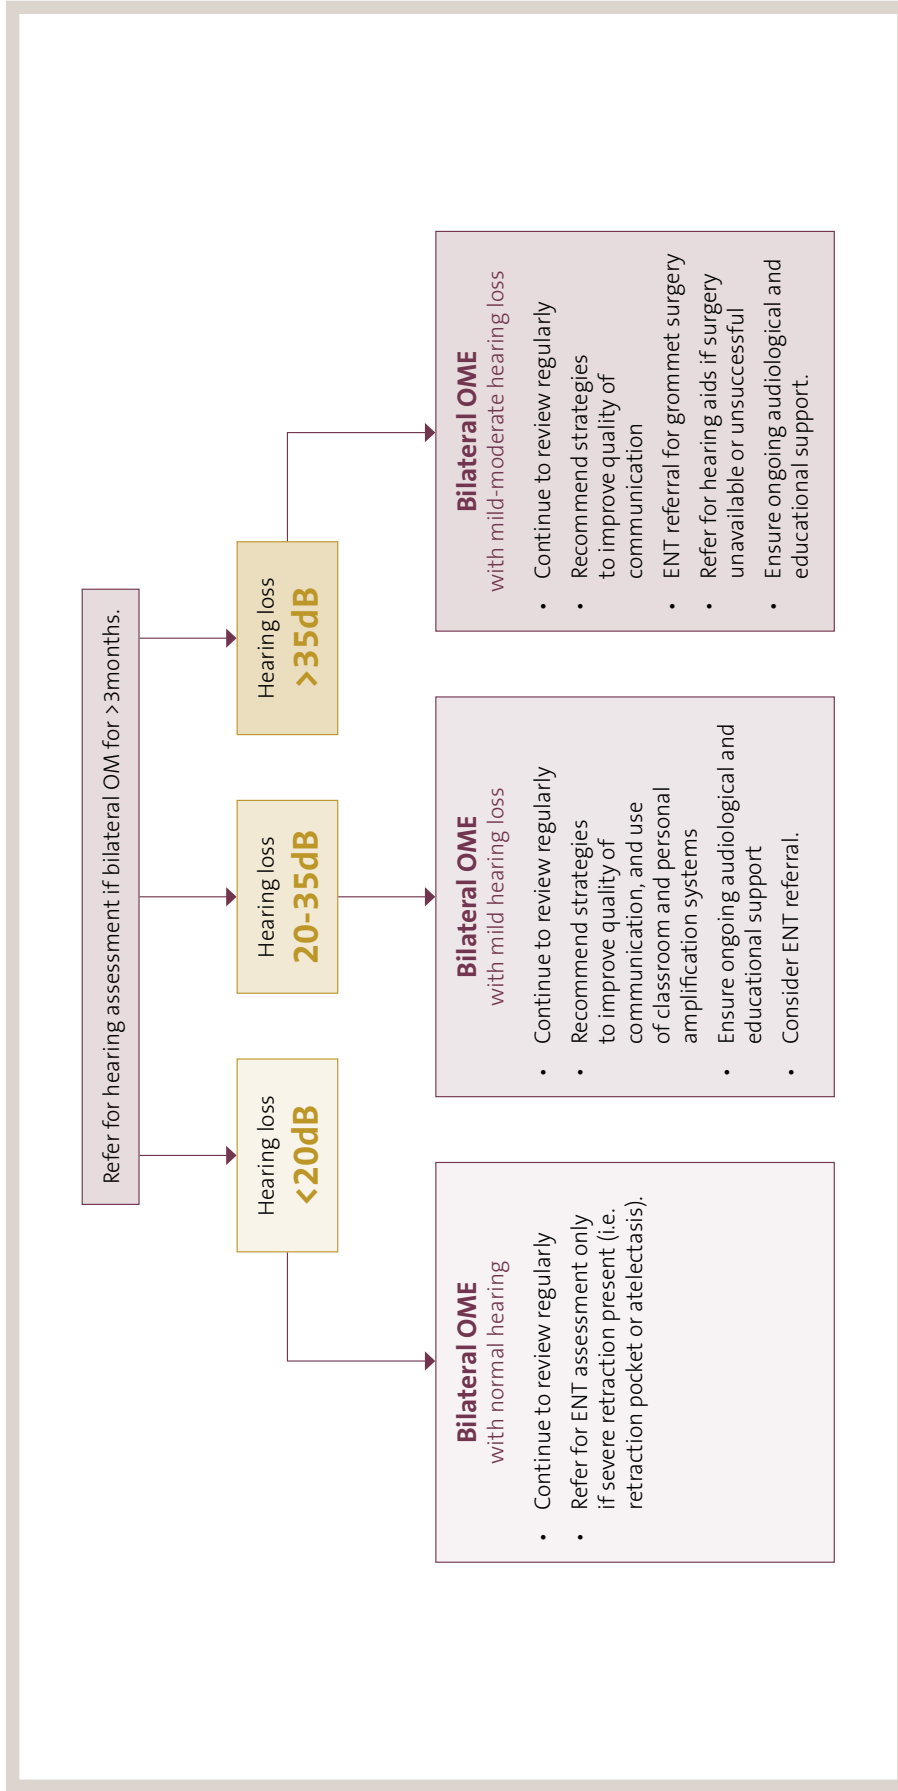 Refer for hearing assessment if bilateral OM for >3months.
Hearing loss
<20dB
Hearing loss
20-35dB
Hearing loss
>35dB
Bilateral OME
with normal hearing
• Continue to review regularly
• Refer for ENT assessment only
if severe retraction present (i.e.
retraction pocket or atelectasis).
Bilateral OME
with mild hearing loss
• Continue to review regularly
• Recommend strategies
to improve quality of
communication, and use
of classroom and personal
amplification systems
• Ensure ongoing audiological and
educational support
• Consider ENT referral.
Bilateral OME
with mild-moderate hearing loss
• Continue to review regularly
• Recommend strategies
to improve quality of
communication
• ENT referral for grommet surgery
• Refer for hearing aids if surgery
unavailable or unsuccessful
• Ensure ongoing audiological and
educational support.